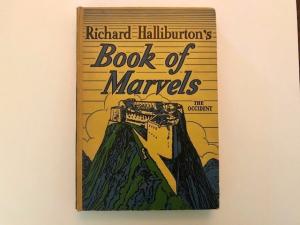 Richard Halliburton's
Book of
Marvels
THE
OCCIDENT